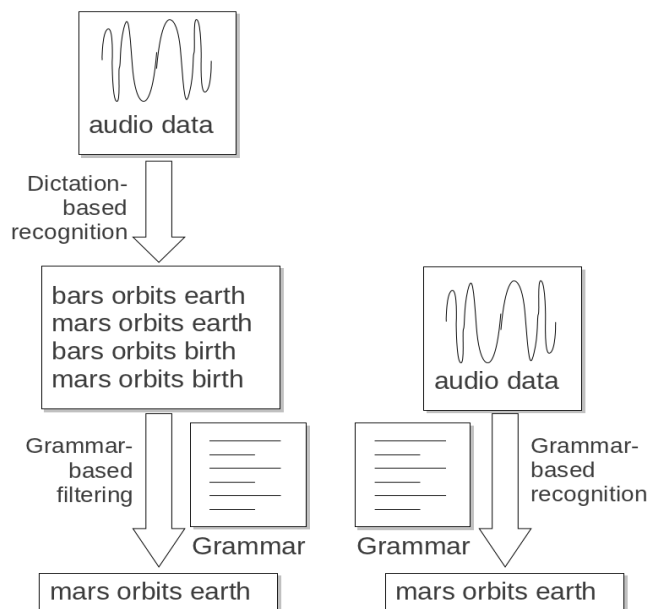 audio data
Dictation-
based
recognition
bars orbits earth
mars orbits earth
bars orbits birth
mars orbits birth
Grammar-
based
filtering
Grammar
mars orbits earth
audio data
Grammar
Grammar-
based
recognition
mars orbits earth